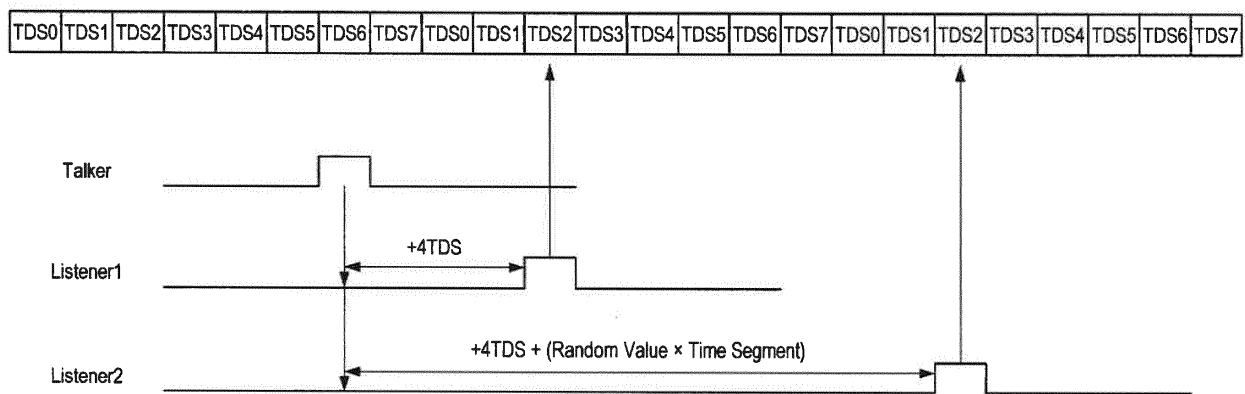 TDS0 TDS1 TDS2 TDS3 TDS4 TDS5 TDS6 TDS7 TDS0 TDS1 TDS2 TDS3 TDS4 TDS5 TDS6 TDS7 TDS0 TDS1 TDS2 TDS3 TDS4 TDS5 TDS6 TDS7
Talker
+4TDS
Listener1
+4TDS + (Random Value × Time Segment)
Listener2